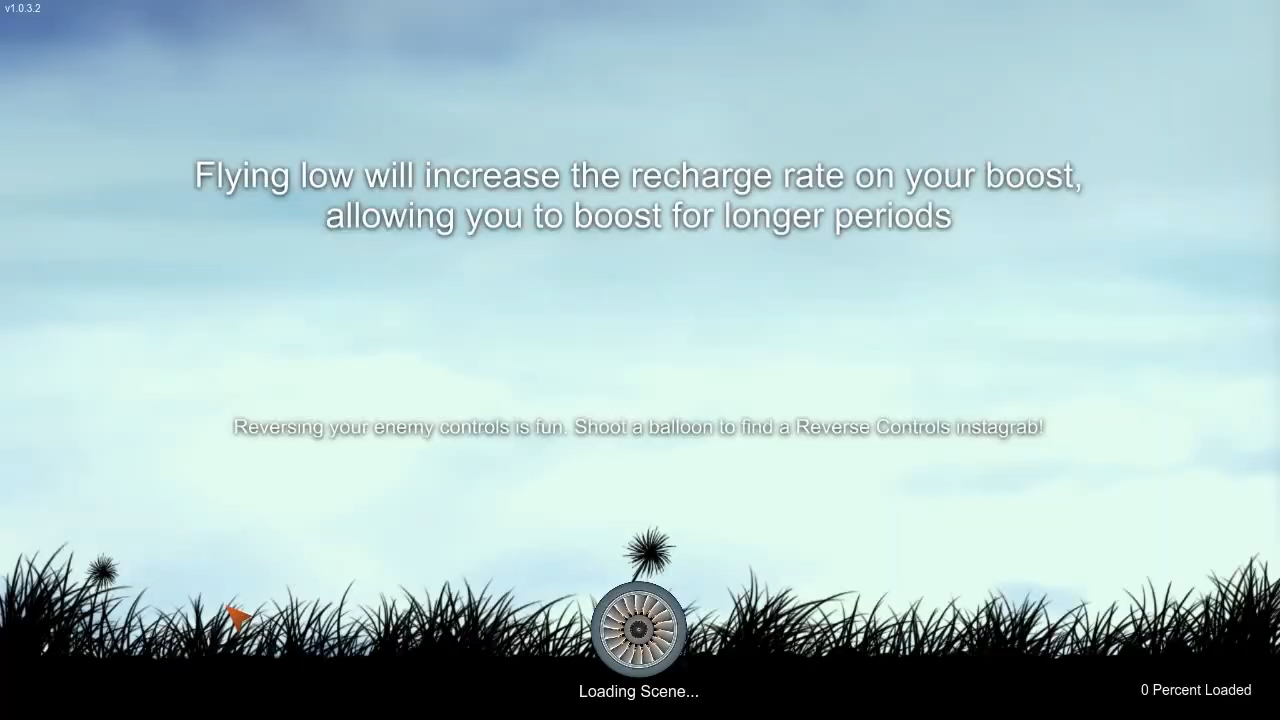 v1.0.3.2
Flying low will increase the recharge rate on your boost,
allowing you to boost for longer periods
Reversing your enemy controls is fun. Shoot a balloon to find a Reverse Controls instagrab!
Loading Scene...
0 Percent Loaded